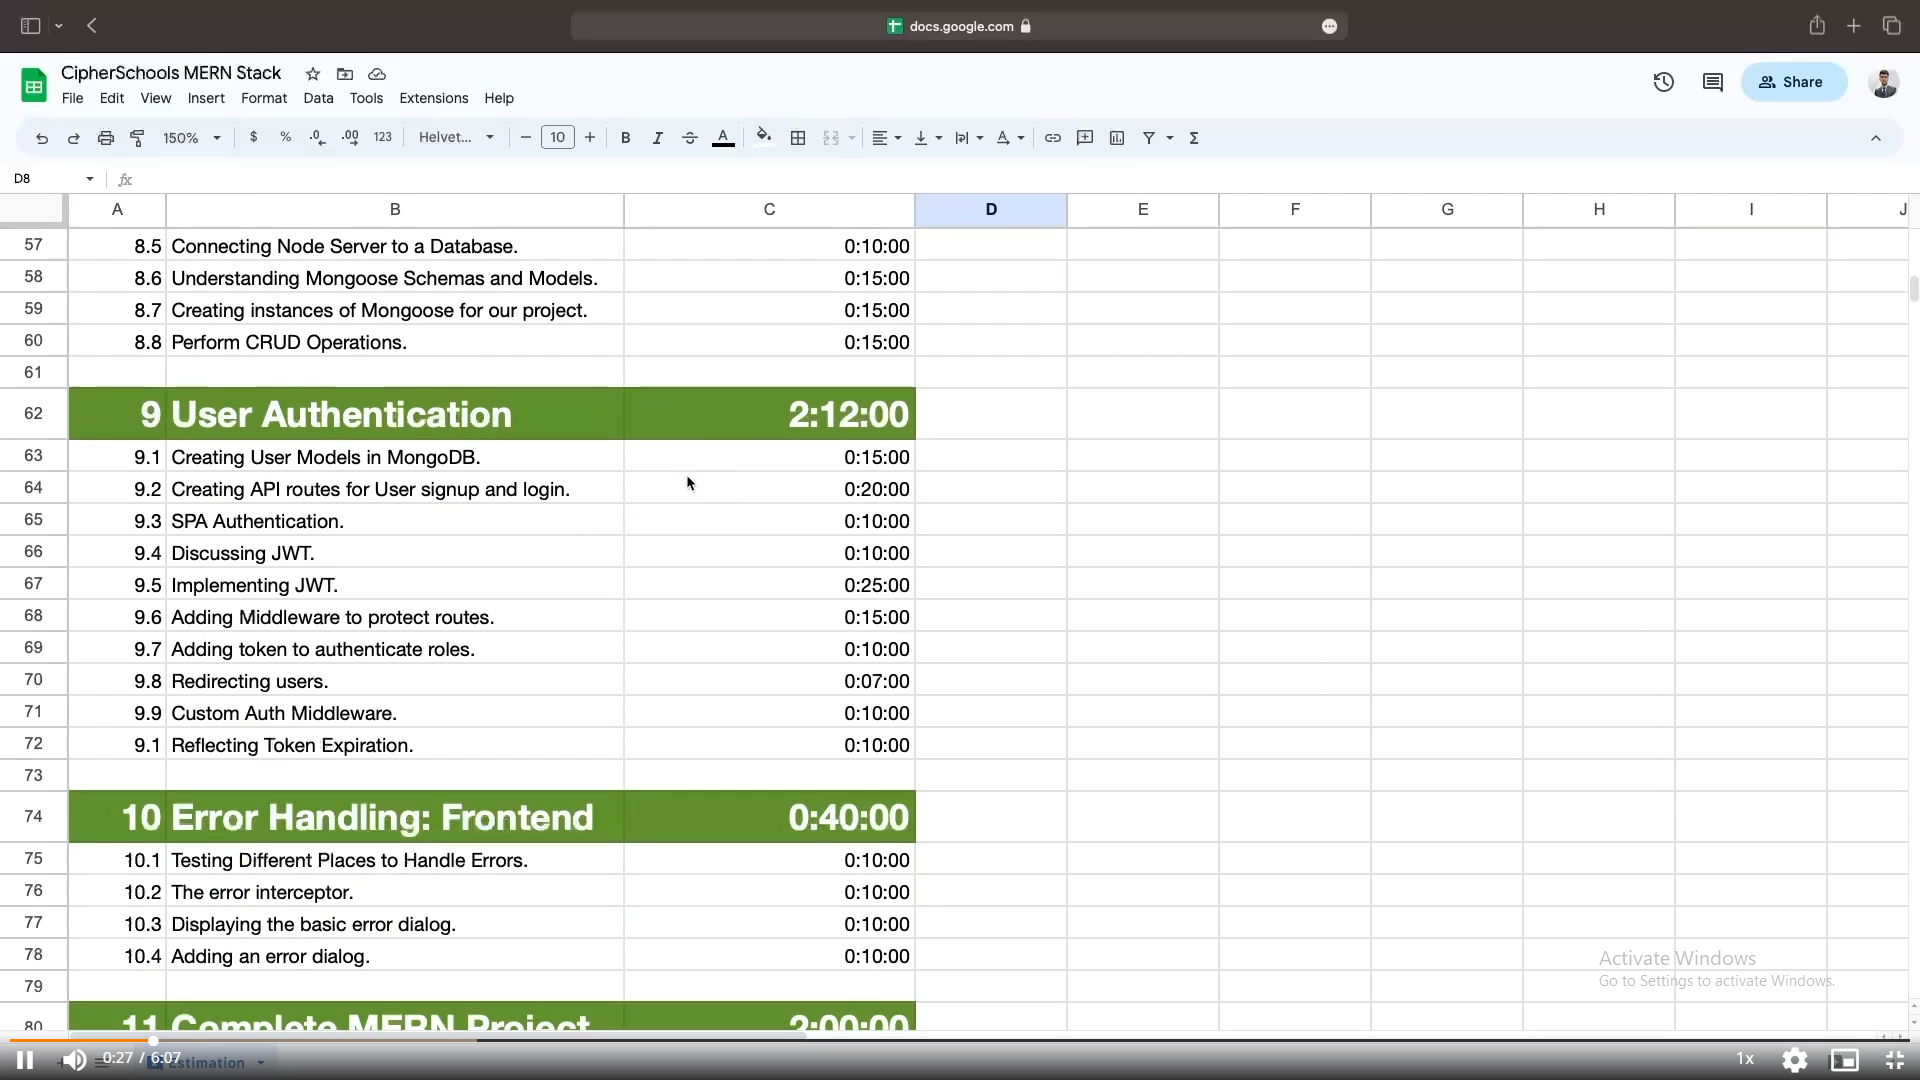 docs.google.com
CipherSchools MERN Stack
File Edit View Insert Format Data Tools Extensions Help
Share
150% $ % .0 .00 123 Helvet... 10 B I A
D8 fx
A B C D E F G H I J
57 8.5 Connecting Node Server to a Database. 0:10:00
58 8.6 Understanding Mongoose Schemas and Models. 0:15:00
59 8.7 Creating instances of Mongoose for our project. 0:15:00
60 8.8 Perform CRUD Operations. 0:15:00
61
62 9 User Authentication 2:12:00
63 9.1 Creating User Models in MongoDB. 0:15:00
64 9.2 Creating API routes for User signup and login. 0:20:00
65 9.3 SPA Authentication. 0:10:00
66 9.4 Discussing JWT. 0:10:00
67 9.5 Implementing JWT. 0:25:00
68 9.6 Adding Middleware to protect routes. 0:15:00
69 9.7 Adding token to authenticate roles. 0:10:00
70 9.8 Redirecting users. 0:07:00
71 9.9 Custom Auth Middleware. 0:10:00
72 9.1 Reflecting Token Expiration. 0:10:00
73
74 10 Error Handling: Frontend 0:40:00
75 10.1 Testing Different Places to Handle Errors. 0:10:00
76 10.2 The error interceptor. 0:10:00
77 10.3 Displaying the basic error dialog. 0:10:00
78 10.4 Adding an error dialog. 0:10:00
79
80 11 Complete MERN Project 2:00:00
Activate Windows
Go to Settings to activate Windows.
0:27 / 6:07 Estimation 1x